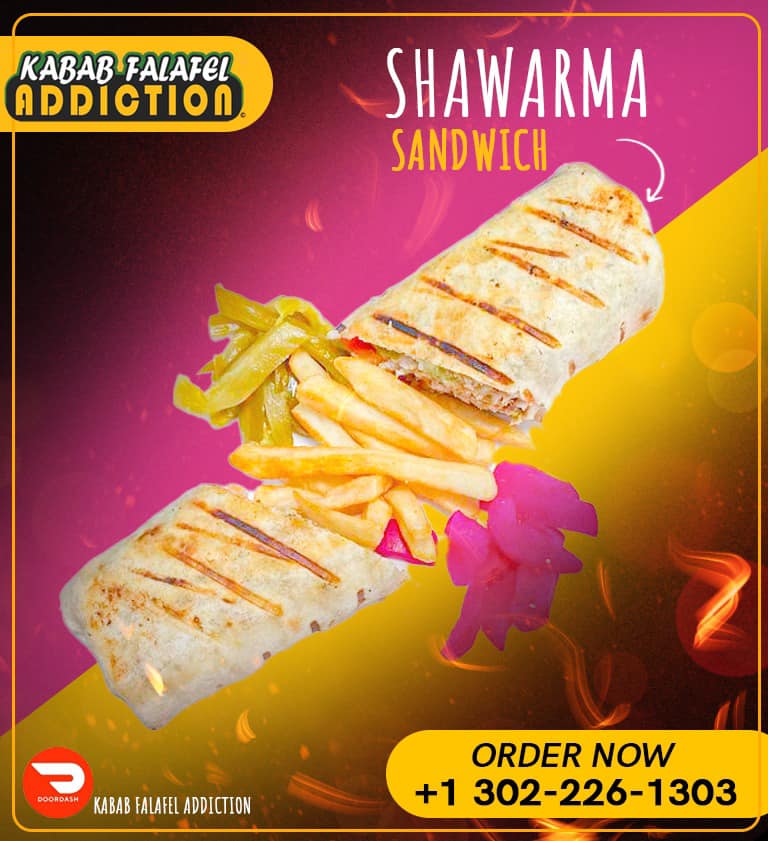 KABAB FALAFEL
ADDICTION
SHAWARMA
SANDWICH
ORDER NOW
+1 302-226-1303
DOORDASH
KABAB FALAFEL ADDICTION